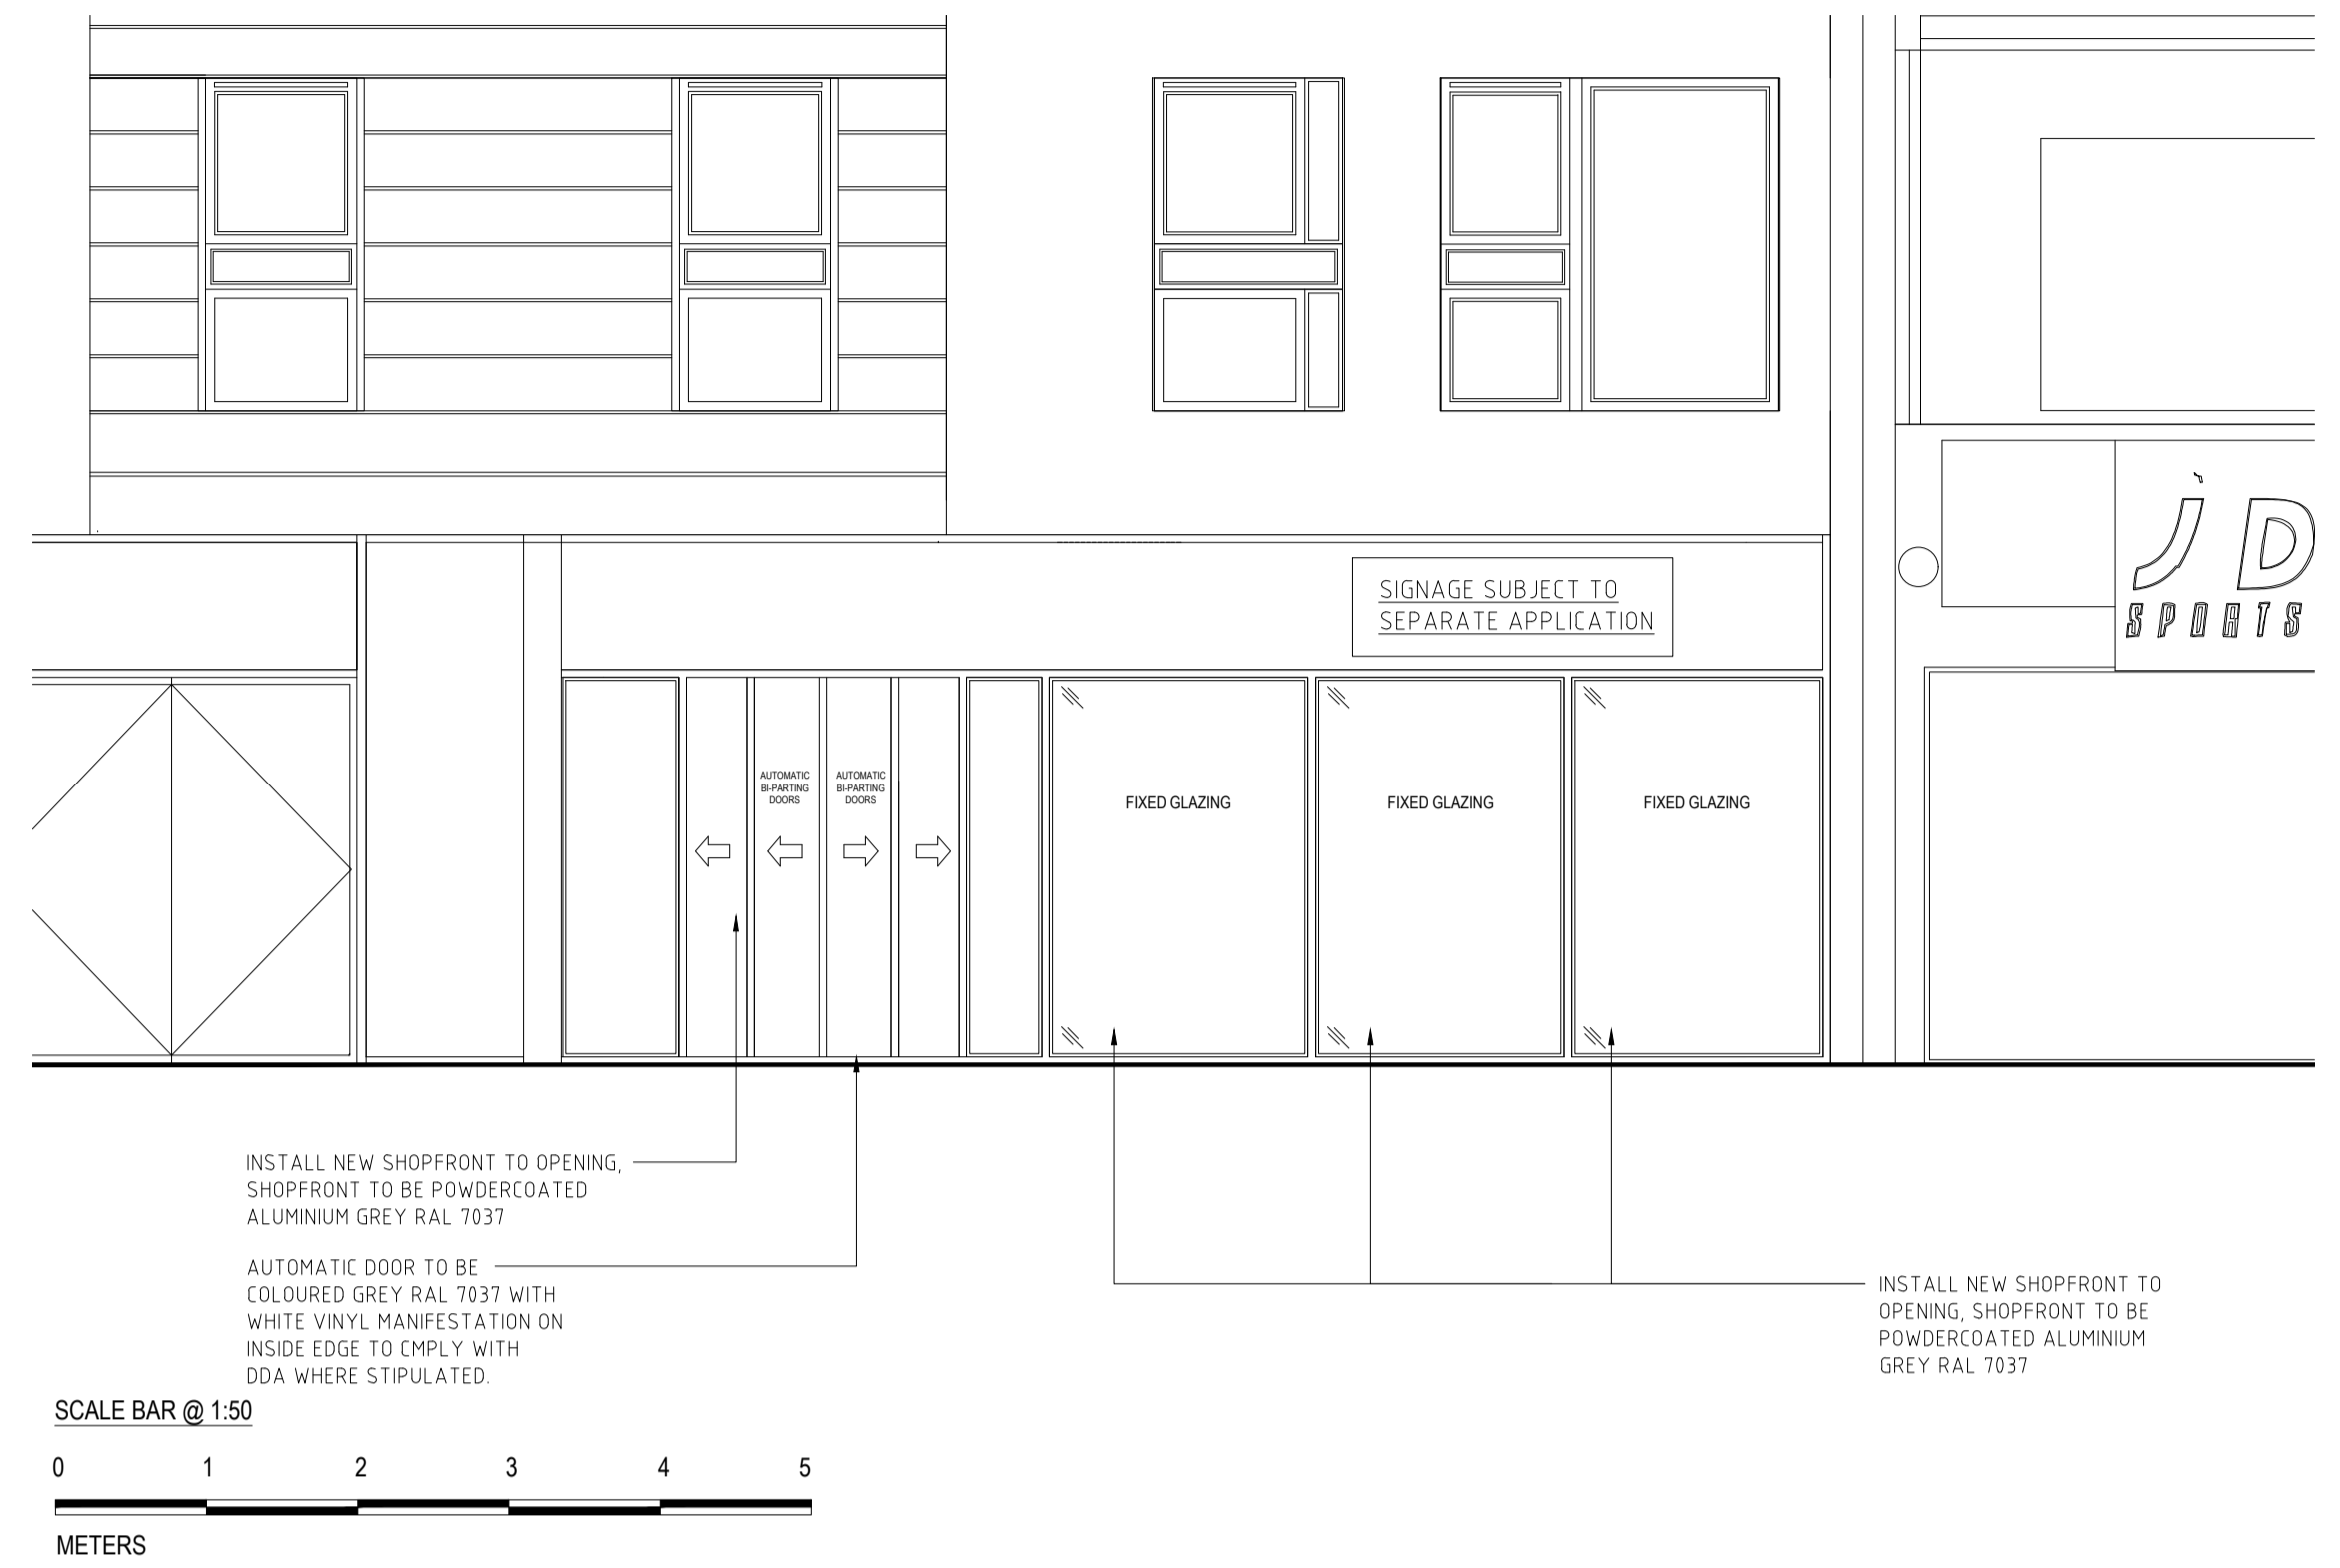 SIGNAGE SUBJECT TO
SEPARATE APPLICATION
JD
SPORTS
AUTOMATIC
BI-PARTING
DOORS
AUTOMATIC
BI-PARTING
DOORS
FIXED GLAZING
FIXED GLAZING
FIXED GLAZING
INSTALL NEW SHOPFRONT TO OPENING,
SHOPFRONT TO BE POWDERCOATED
ALUMINIUM GREY RAL 7037
AUTOMATIC DOOR TO BE
COLOURED GREY RAL 7037 WITH
WHITE VINYL MANIFESTATION ON
INSIDE EDGE TO CMPLY WITH
DDA WHERE STIPULATED.
INSTALL NEW SHOPFRONT TO
OPENING, SHOPFRONT TO BE
POWDERCOATED ALUMINIUM
GREY RAL 7037
SCALE BAR @ 1:50
0 1 2 3 4 5
METERS